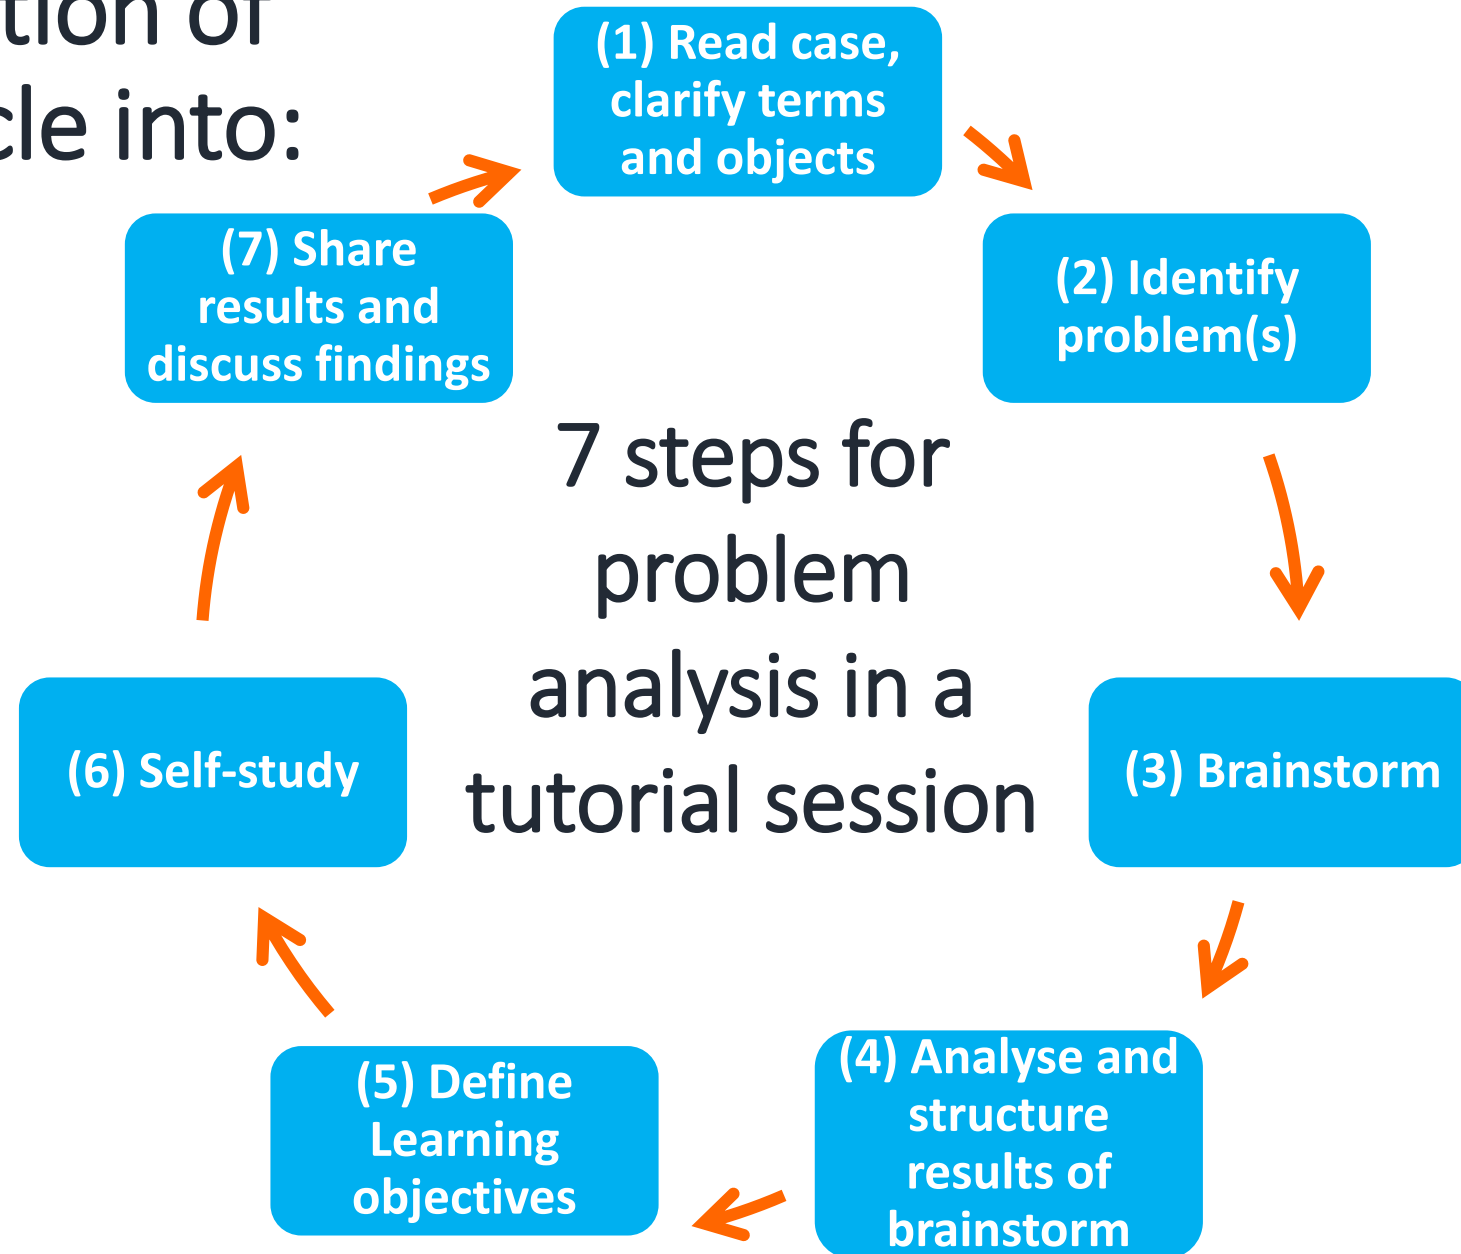 tion of
cle into:
(1) Read case,
clarify terms
and objects
(2) Identify
problem(s)
(3) Brainstorm
(4) Analyse and
structure
results of
brainstorm
(5) Define
Learning
objectives
(6) Self-study
(7) Share
results and
discuss findings
7 steps for
problem
analysis in a
tutorial session